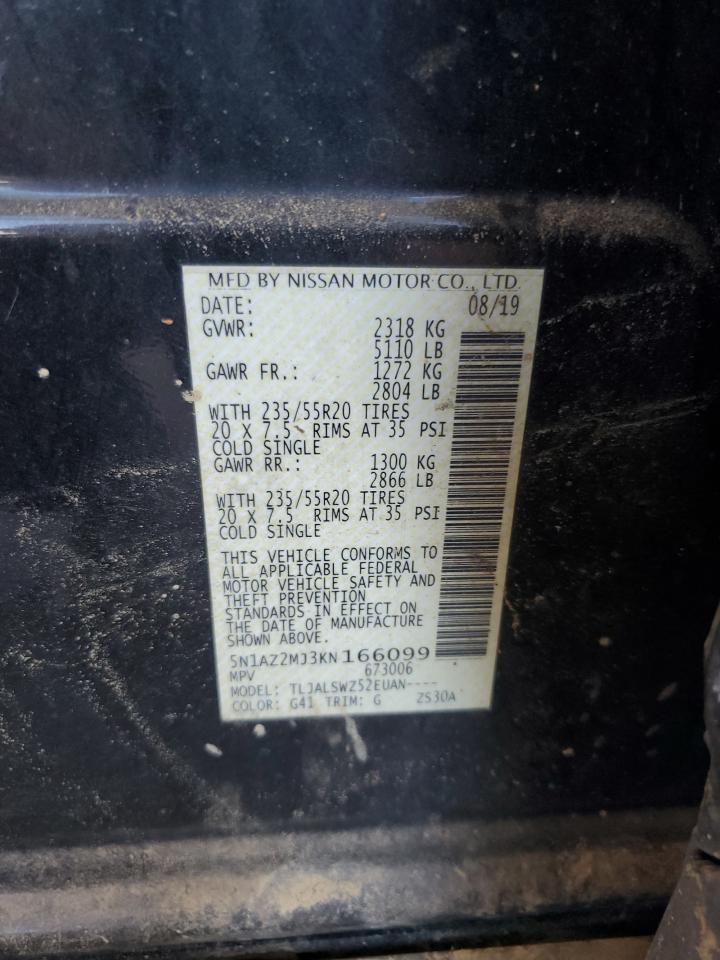 MFD BY NISSAN MOTOR CO., LTD.
DATE: 08/19
GVWR: 2318 KG
5110 LB
GAWR FR.: 1272 KG
2804 LB
WITH 235/55R20 TIRES
20 X 7.5 RIMS AT 35 PSI
COLD SINGLE
GAWR RR.: 1300 KG
2866 LB
WITH 235/55R20 TIRES
20 X 7.5 RIMS AT 35 PSI
COLD SINGLE
THIS VEHICLE CONFORMS TO
ALL APPLICABLE FEDERAL
MOTOR VEHICLE SAFETY AND
THEFT PREVENTION
STANDARDS IN EFFECT ON
THE DATE OF MANUFACTURE
SHOWN ABOVE.
5N1AZ2MJ3KN166099
MPV 673006
MODEL: TLJALSWZ52EUAN----
COLOR: G41 TRIM: G ZS30A